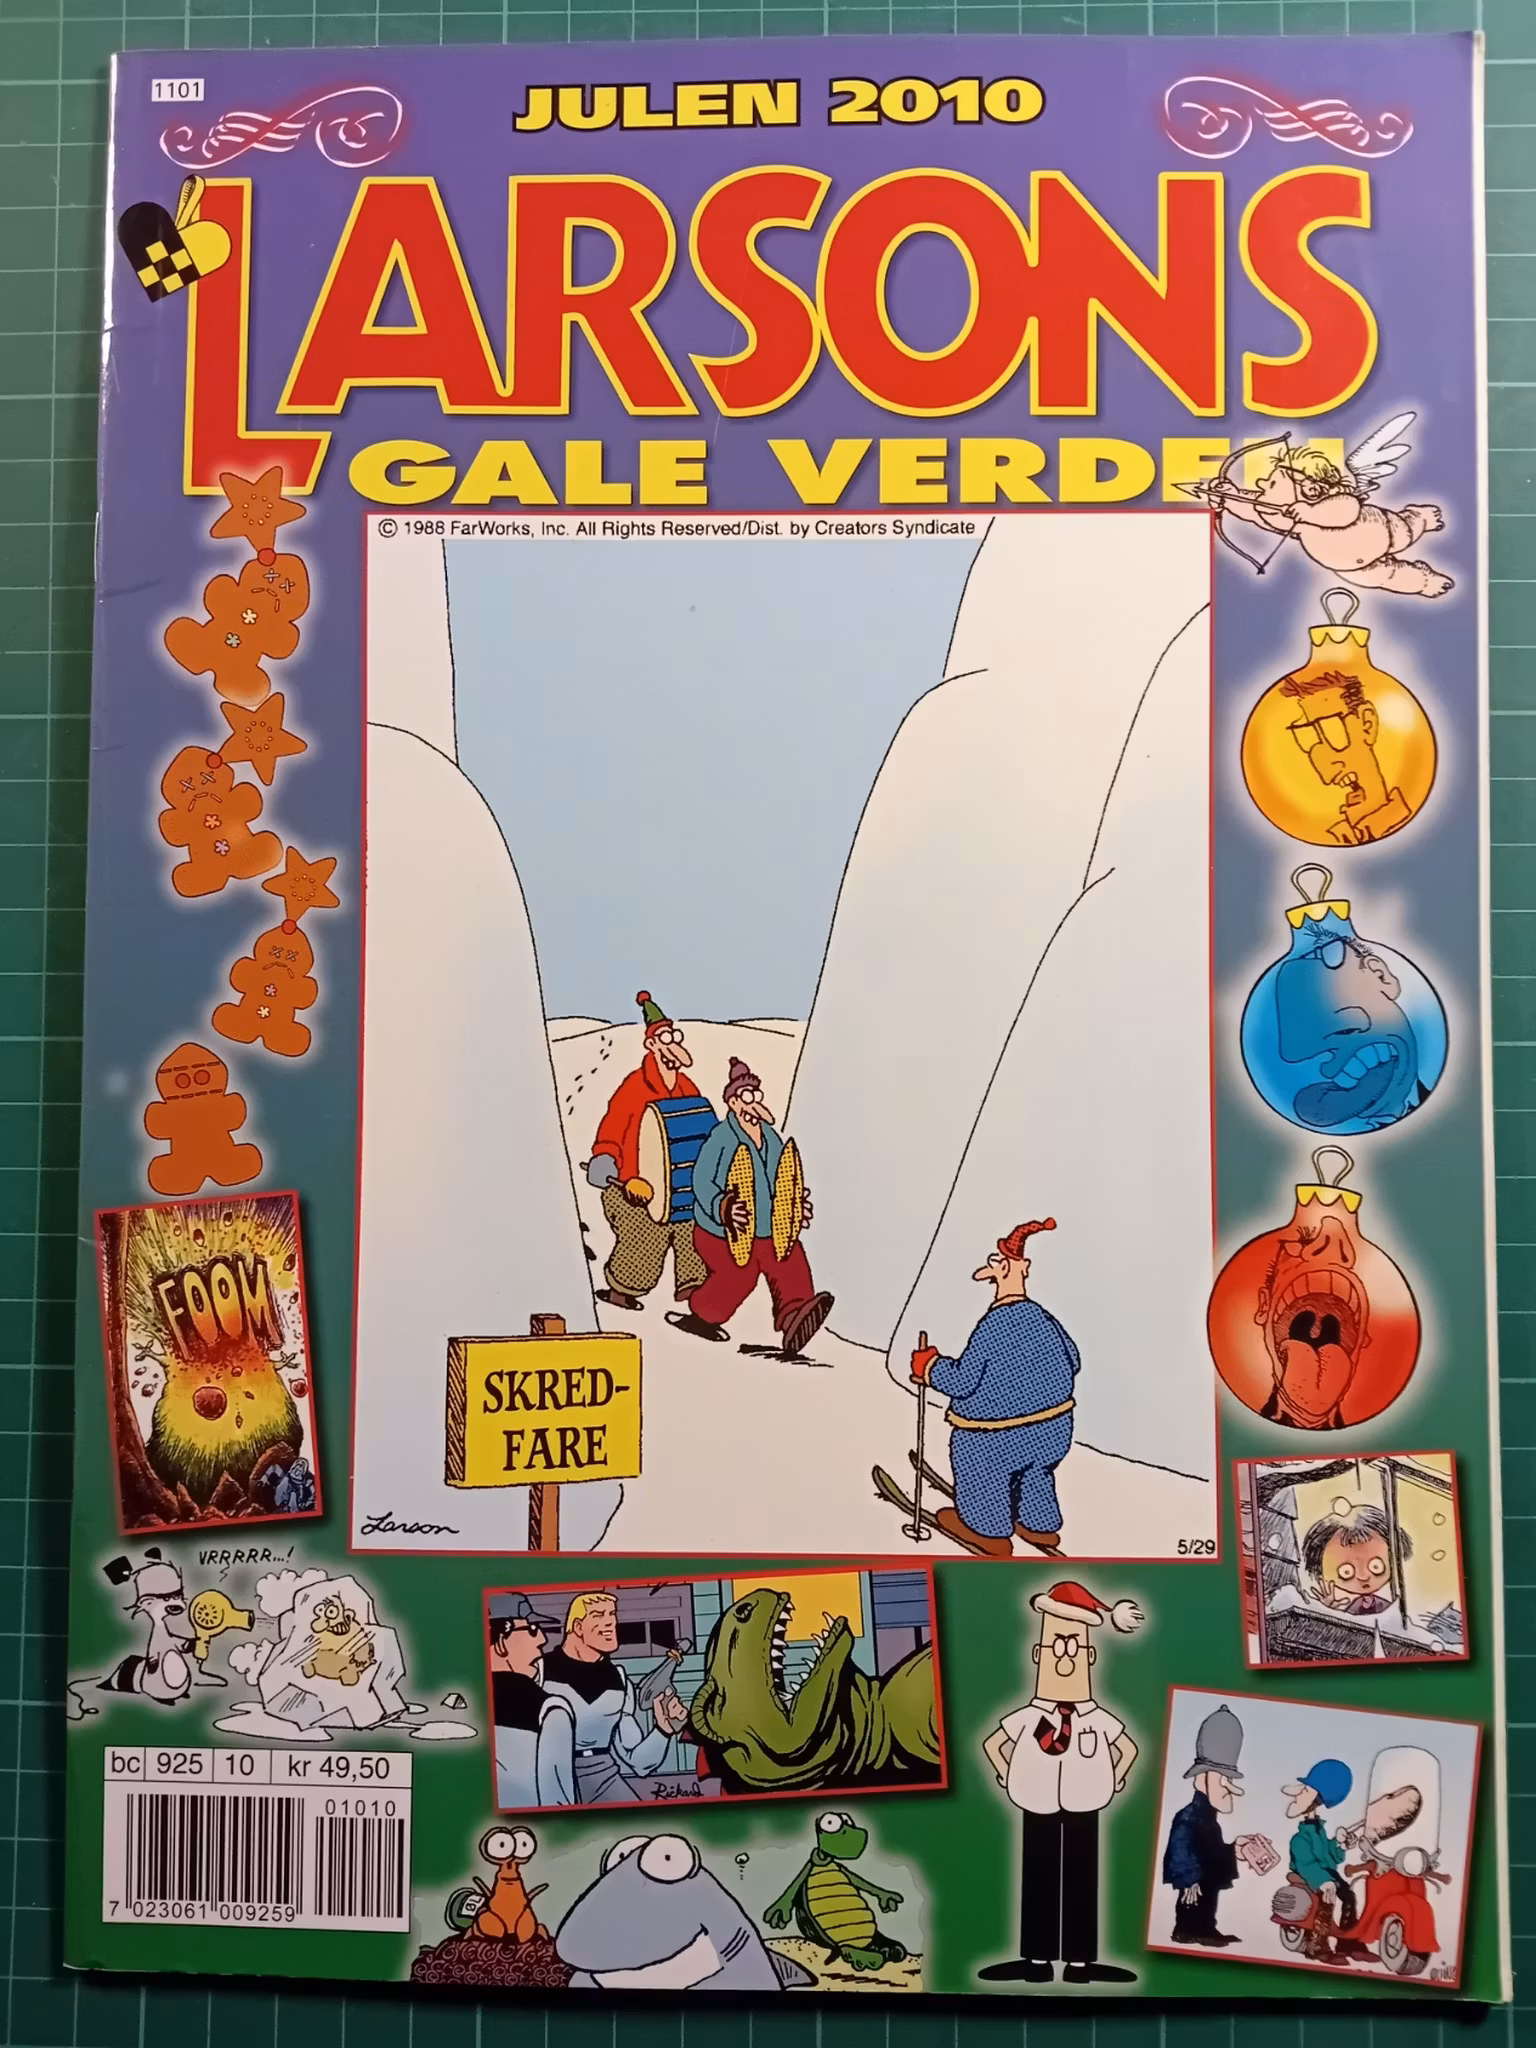 1101
JULEN 2010
LARSONS
GALE VERDEN
© 1988 FarWorks, Inc. All Rights Reserved/Dist. by Creators Syndicate
FOOM
SKRED-
FARE
Larson
5/29
VRRRRR...!
Rickard
bc 925 10 kr 49,50
01010
7 023061 009259